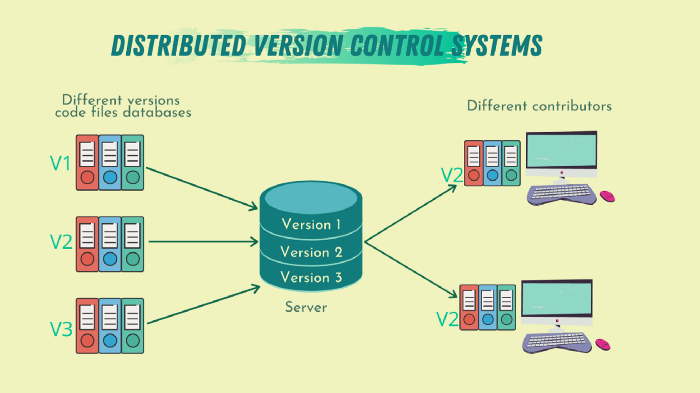 DISTRIBUTED VERSION CONTROL SYSTEMS
Different versions
code files databases
Different contributors
V1
V2
V3
Version 1
Version 2
Version 3
Server
V2
V2